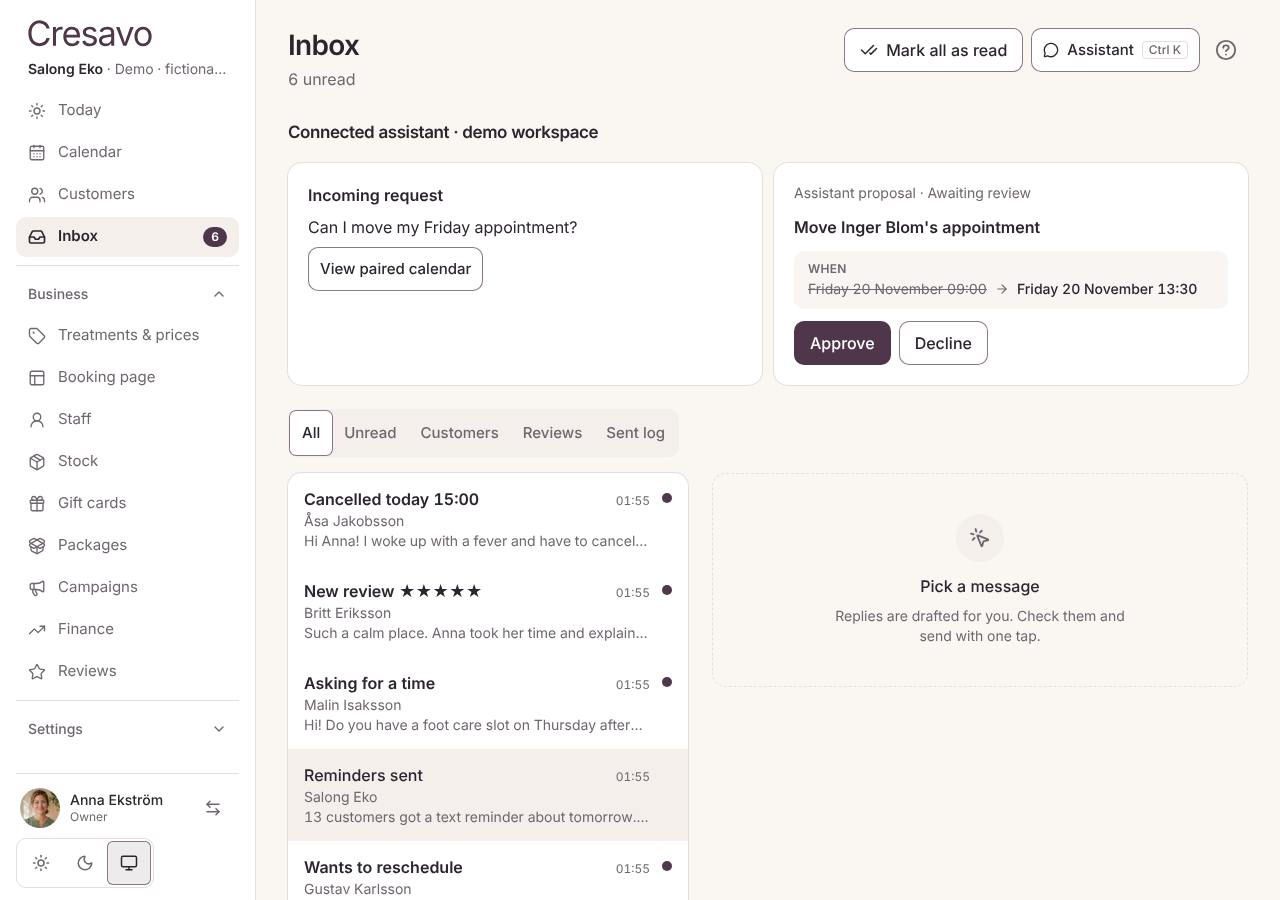 Cresavo
Salong Eko · Demo · fictiona...
Today
Calendar
Customers
Inbox 6
Business
Treatments & prices
Booking page
Staff
Stock
Gift cards
Packages
Campaigns
Finance
Reviews
Settings
Anna Ekström
Owner
Inbox
6 unread
Mark all as read
Assistant Ctrl K
Connected assistant · demo workspace
Incoming request
Can I move my Friday appointment?
View paired calendar
Assistant proposal · Awaiting review
Move Inger Blom's appointment
WHEN
Friday 20 November 09:00 → Friday 20 November 13:30
Approve
Decline
All
Unread
Customers
Reviews
Sent log
Cancelled today 15:00 01:55
Åsa Jakobsson
Hi Anna! I woke up with a fever and have to cancel...
New review ★★★★★ 01:55
Britt Eriksson
Such a calm place. Anna took her time and explain...
Asking for a time 01:55
Malin Isaksson
Hi! Do you have a foot care slot on Thursday after...
Reminders sent 01:55
Salong Eko
13 customers got a text reminder about tomorrow....
Wants to reschedule 01:55
Gustav Karlsson
Pick a message
Replies are drafted for you. Check them and
send with one tap.